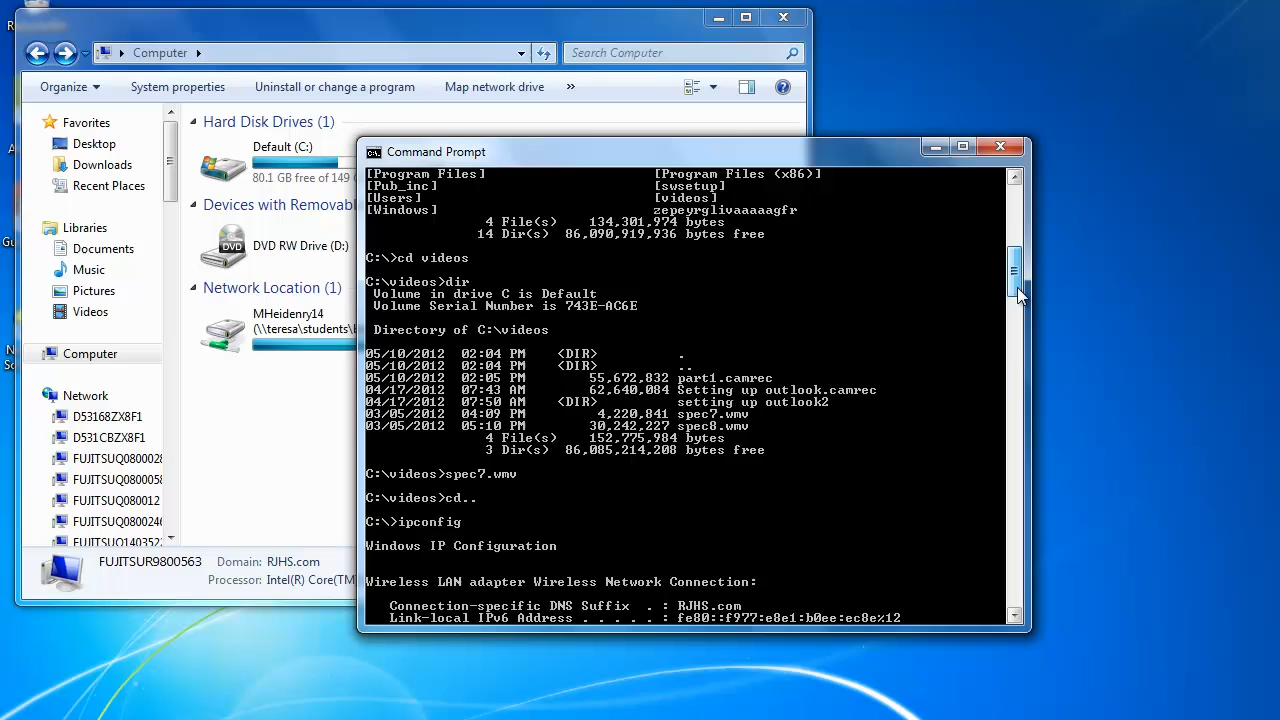 Computer
Search Computer
Organize
System properties
Uninstall or change a program
Map network drive
»
Favorites
Desktop
Downloads
Recent Places
Libraries
Documents
Music
Pictures
Videos
Computer
Network
D53168ZX8F1
D531CBZX8F1
FUJITSUQ0800028
FUJITSUQ0800058
FUJITSUQ080012
FUJITSUQ0800246
FUJITSUQ1403522
Hard Disk Drives (1)
Default (C:)
80.1 GB free of 149
Devices with Removabl
DVD RW Drive (D:)
Network Location (1)
MHeidenry14
(\\teresa\students\
FUJITSUR9800563
Domain: RJHS.com
Processor: Intel(R) Core(TM)
Command Prompt
[Program Files]    [Program Files (x86)]
[Pub_inc]    [swsetup]
[Users]    [videos]
[Windows]    zepeyrglivaaaaagfr
4 File(s)    134,301,974 bytes
14 Dir(s)  86,090,919,936 bytes free
C:\>cd videos
C:\videos>dir
Volume in drive C is Default
Volume Serial Number is 743E-AC6E
Directory of C:\videos
05/10/2012  02:04 PM    <DIR>          .
05/10/2012  02:04 PM    <DIR>          ..
05/10/2012  02:05 PM        55,672,832 part1.camrec
04/17/2012  07:43 AM        62,640,084 Setting up outlook.camrec
04/17/2012  07:50 AM    <DIR>          setting up outlook2
03/05/2012  04:09 PM         4,220,841 spec7.wmv
03/05/2012  05:10 PM        30,242,227 spec8.wmv
4 File(s)    152,775,984 bytes
3 Dir(s)  86,085,214,208 bytes free
C:\videos>spec7.wmv
C:\videos>cd..
C:\>ipconfig
Windows IP Configuration
Wireless LAN adapter Wireless Network Connection:
Connection-specific DNS Suffix  . : RJHS.com
Link-local IPv6 Address . . . . . : fe80::f977:e8e1:b0ee:ec8e%12